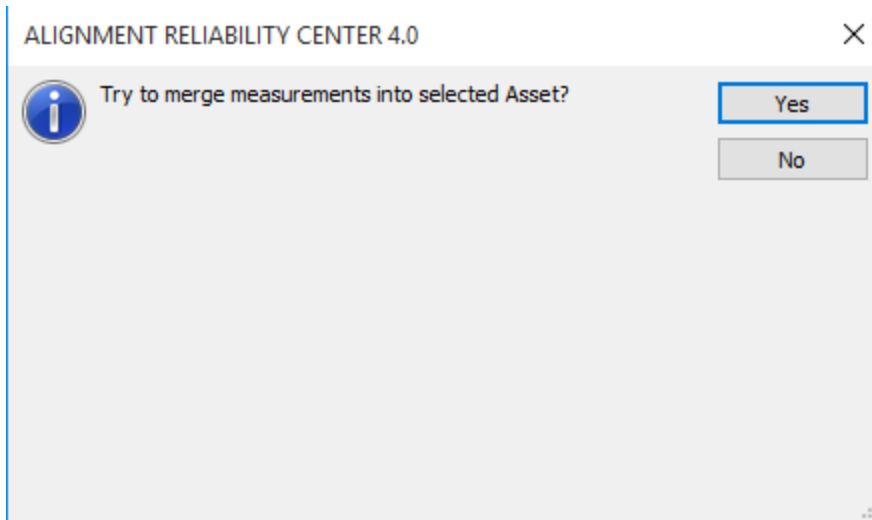 ALIGNMENT RELIABILITY CENTER 4.0
Try to merge measurements into selected Asset?
Yes
No